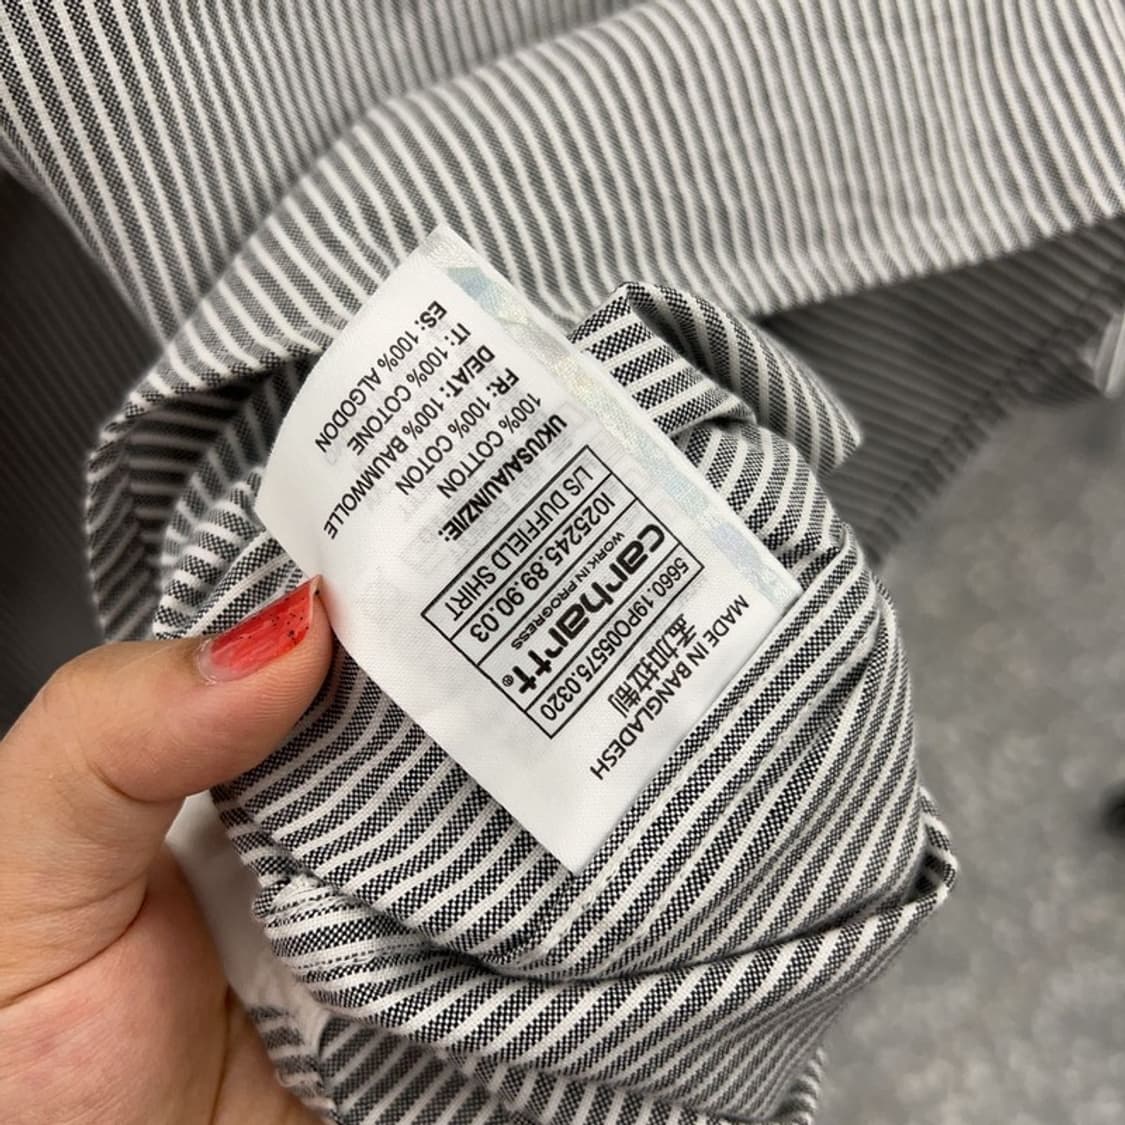 MADE IN BANGLADESH
孟加拉制
5660.19PO05575.0320
carhartt®
WORK IN PROGRESS
I025245.89.90.03
L/S DUFFIELD SHIRT
UK/USA/AU/NZ/IE:
100% COTTON
FR: 100% COTON
DE/AT: 100% BAUMWOLLE
IT: 100% COTONE
ES: 100% ALGODON